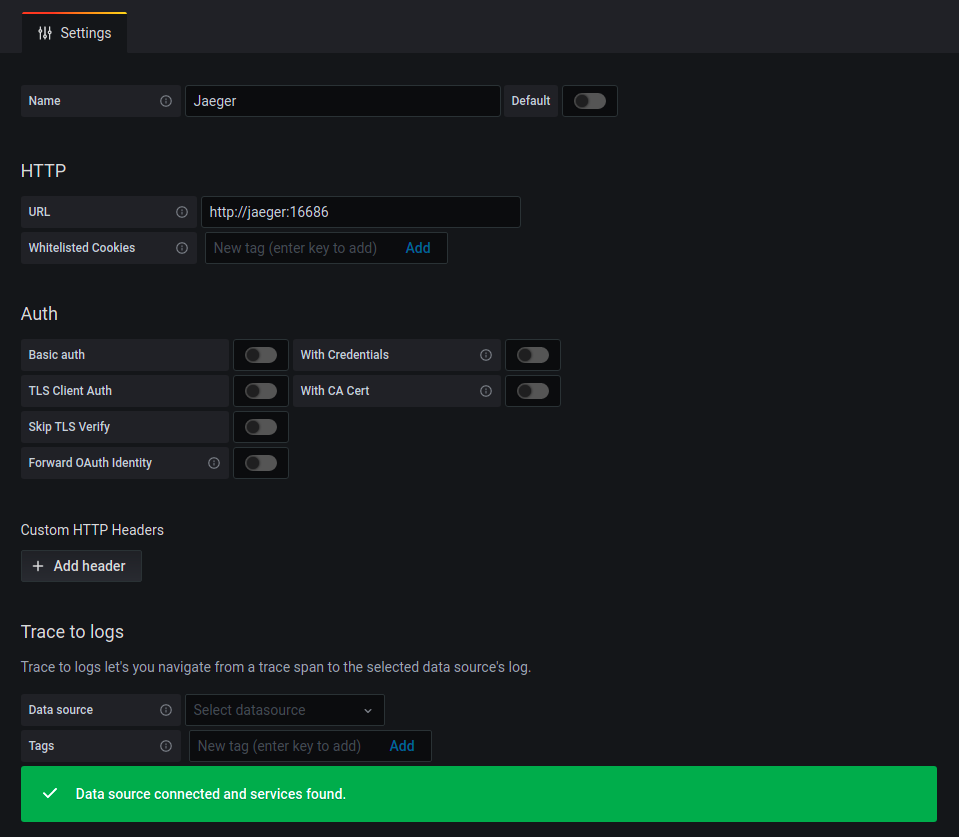 Settings
Name Jaeger Default
HTTP
URL http://jaeger:16686
Whitelisted Cookies New tag (enter key to add) Add
Auth
Basic auth With Credentials
TLS Client Auth With CA Cert
Skip TLS Verify
Forward OAuth Identity
Custom HTTP Headers
+ Add header
Trace to logs
Trace to logs let's you navigate from a trace span to the selected data source's log.
Data source Select datasource
Tags New tag (enter key to add) Add
Data source connected and services found.